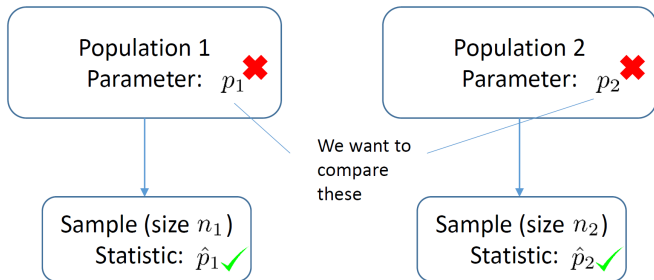 Population 1
Parameter: p₁
Population 2
Parameter: p₂
We want to
compare
these
Sample (size n₁)
Statistic: p̂₁
Sample (size n₂)
Statistic: p̂₂